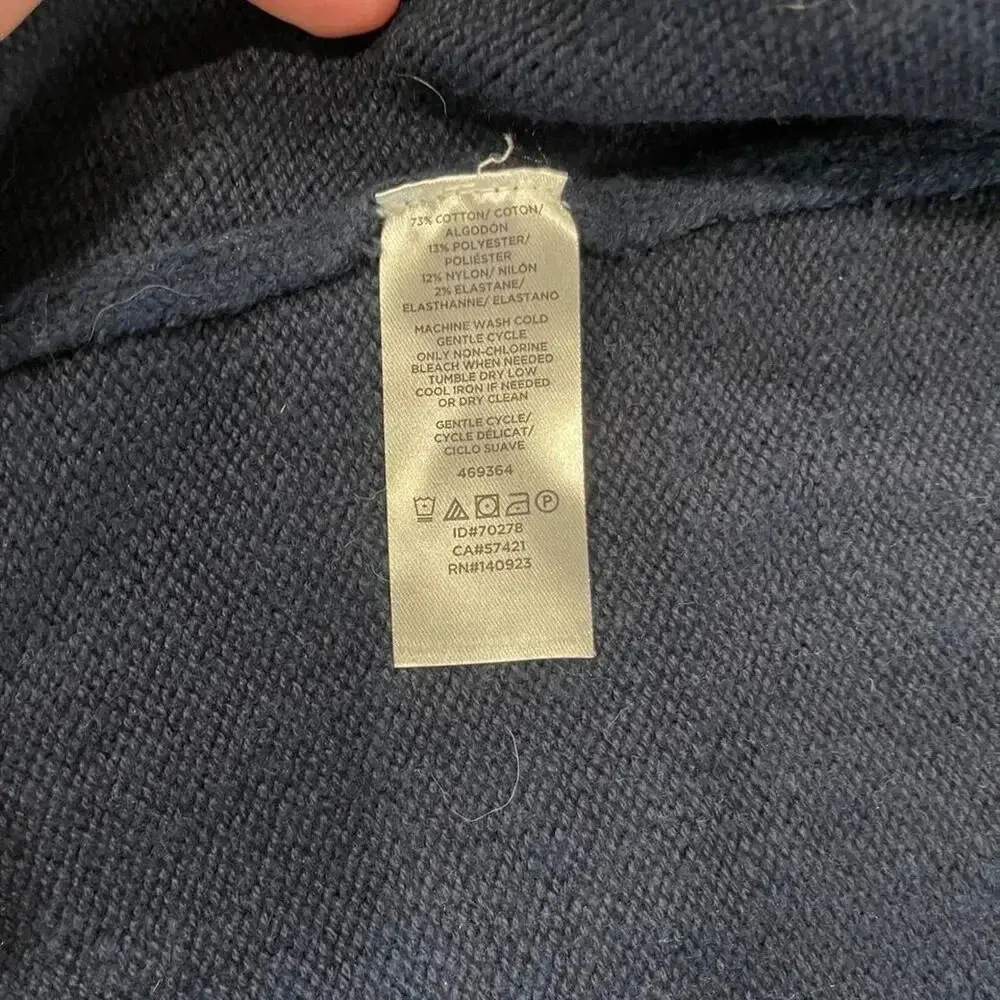 73% COTTON/ COTON/
ALGODÓN
13% POLYESTER/
POLIÉSTER
12% NYLON/ NILÓN
2% ELASTANE/
ELASTHANNE/ ELASTANO
MACHINE WASH COLD
GENTLE CYCLE
ONLY NON-CHLORINE
BLEACH WHEN NEEDED
TUMBLE DRY LOW
COOL IRON IF NEEDED
OR DRY CLEAN
GENTLE CYCLE/
CYCLE DÉLICAT/
CICLO SUAVE
469364
P
ID#70278
CA#57421
RN#140923